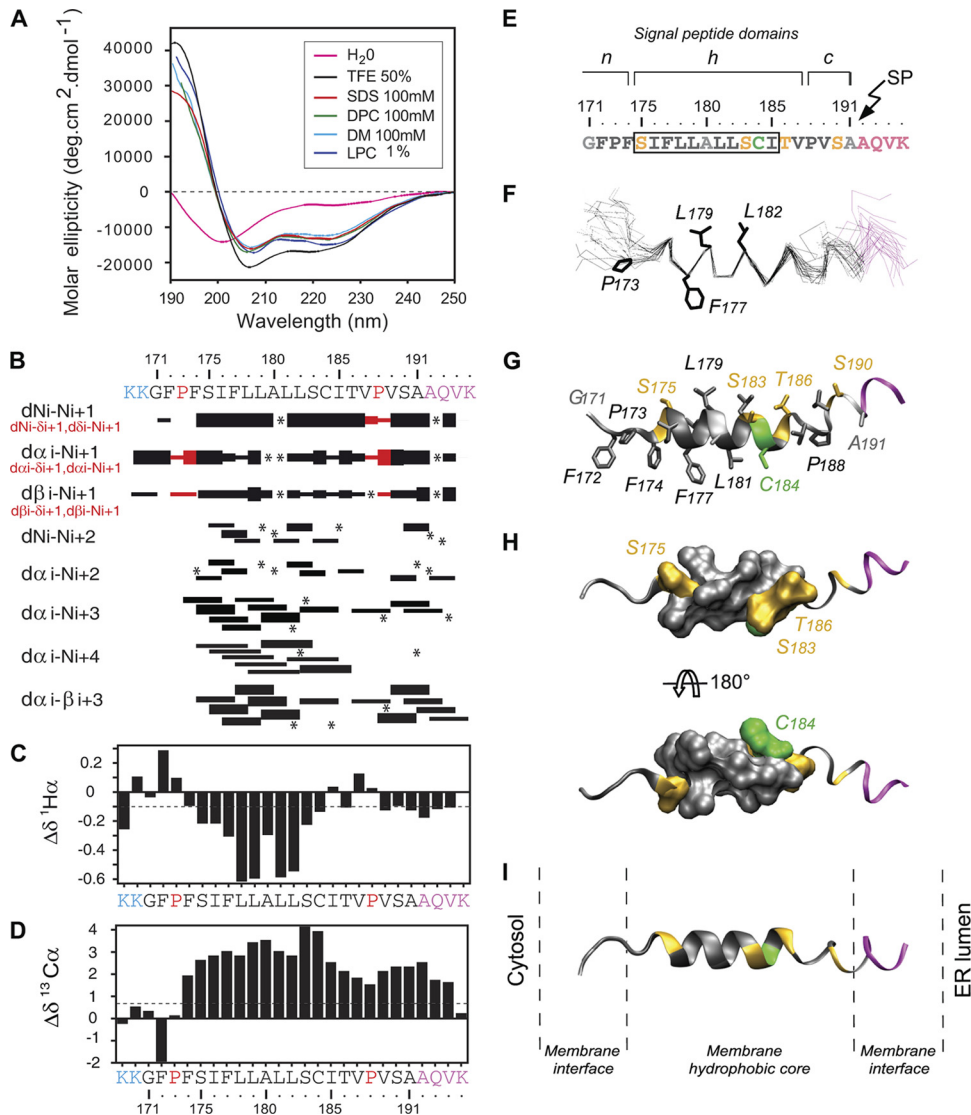 A
Molar ellipticity (deg.cm².dmol⁻¹)
40000
30000
20000
10000
0
-10000
-20000
H₂0
TFE 50%
SDS 100mM
DPC 100mM
DM 100mM
LPC 1%
190 200 210 220 230 240 250
Wavelength (nm)
B
171 175 180 185 191
KKGFPFSIFLLALLSCITVPVSAAQVK
dNi-Ni+1
dNi-δi+1,dδi-Ni+1
dαi-Ni+1
dαi-δi+1,dαi-Ni+1
dβi-Ni+1
dβi-δi+1,dβi-Ni+1
dNi-Ni+2
dαi-Ni+2
dαi-Ni+3
dαi-Ni+4
dαi-βi+3
C
Δδ ¹Hα
0.2
0
-0.2
-0.4
-0.6
KKGFPFSIFLLALLSCITVPVSAAQVK
D
Δδ ¹³Cα
4
3
2
1
0
-1
-2
KKGFPFSIFLLALLSCITVPVSAAQVK
171 175 180 185 191
E
Signal peptide domains
n h c
SP
171 175 180 185 191
GFPFSIFLLALLSCITVPVSAAQVK
F
L179
L182
P173
F177
G
L179
S190
S175
S183
T186
G171
P173
A191
P188
F172
F174
F177
L181
C184
H
S175
T186
S183
180°
C184
I
Cytosol
ER lumen
Membrane interface
Membrane hydrophobic core
Membrane interface